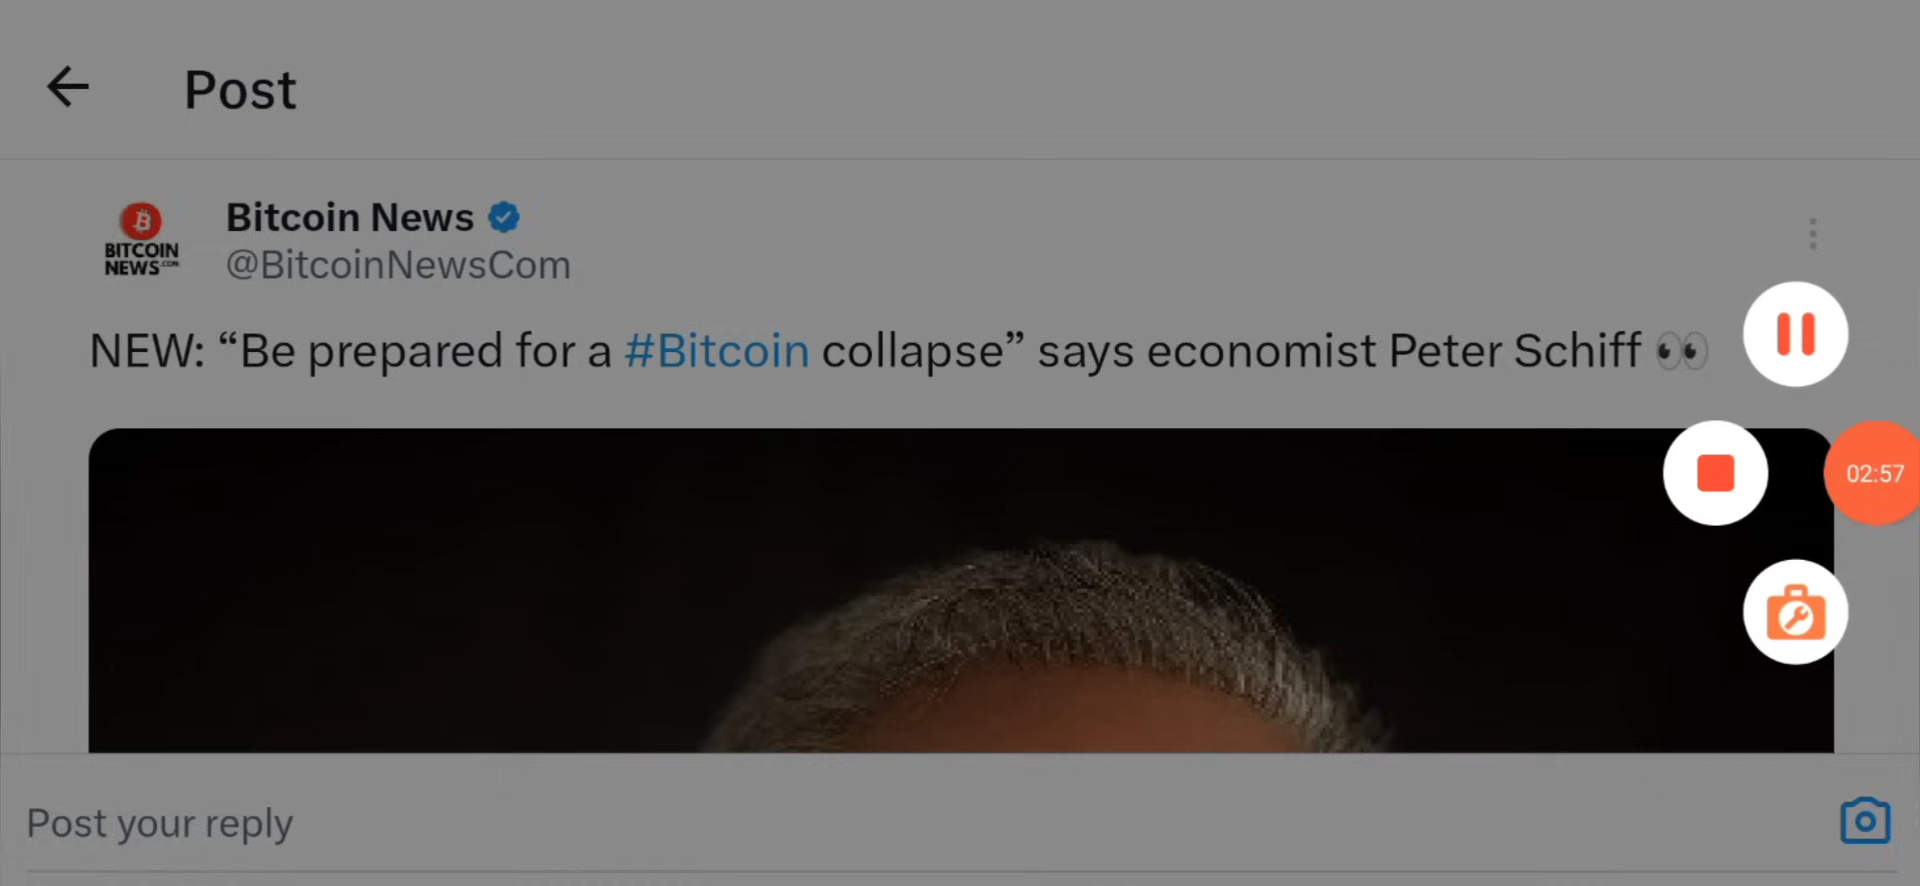 Post
Bitcoin News
BITCOIN
NEWS.COM
@BitcoinNewsCom
NEW: “Be prepared for a #Bitcoin collapse” says economist Peter Schiff 👀
02:57
Post your reply